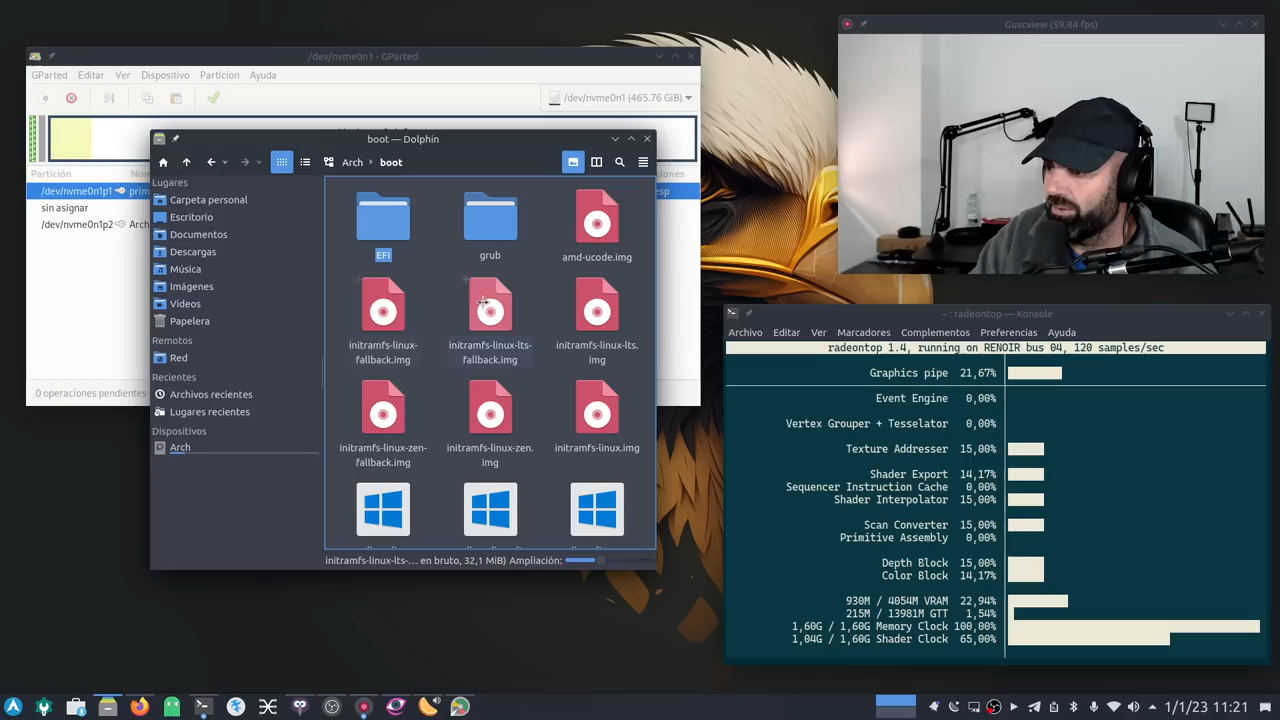 /dev/nvme0n1 - GParted
GParted Editar Ver Dispositivo Partición Ayuda
/dev/nvme0n1 (465.76 GiB)
Partición
/dev/nvme0n1p1
sin asignar
/dev/nvme0n1p2 Arch
esp
0 operaciones pendientes
boot — Dolphin
Arch boot
Lugares
Carpeta personal
Escritorio
Documentos
Descargas
Música
Imágenes
Vídeos
Papelera
Remotos
Red
Recientes
Archivos recientes
Lugares recientes
Dispositivos
Arch
EFI
grub
amd-ucode.img
initramfs-linux-
fallback.img
initramfs-linux-lts-
fallback.img
initramfs-linux-lts.
img
initramfs-linux-zen-
fallback.img
initramfs-linux-zen.
img
initramfs-linux.img
initramfs-linux-lts-... en bruto, 32,1 MiB) Ampliación:
Guvcview (59,84 fps)
~ : radeontop — Konsole
Archivo Editar Ver Marcadores Complementos Preferencias Ayuda
radeontop 1.4, running on RENOIR bus 04, 120 samples/sec
Graphics pipe 21,67%
Event Engine 0,00%
Vertex Grouper + Tesselator 0,00%
Texture Addresser 15,00%
Shader Export 14,17%
Sequencer Instruction Cache 0,00%
Shader Interpolator 15,00%
Scan Converter 15,00%
Primitive Assembly 0,00%
Depth Block 15,00%
Color Block 14,17%
930M / 4054M VRAM 22,94%
215M / 13981M GTT 1,54%
1,60G / 1,60G Memory Clock 100,00%
1,04G / 1,60G Shader Clock 65,00%
1/1/23 11:21